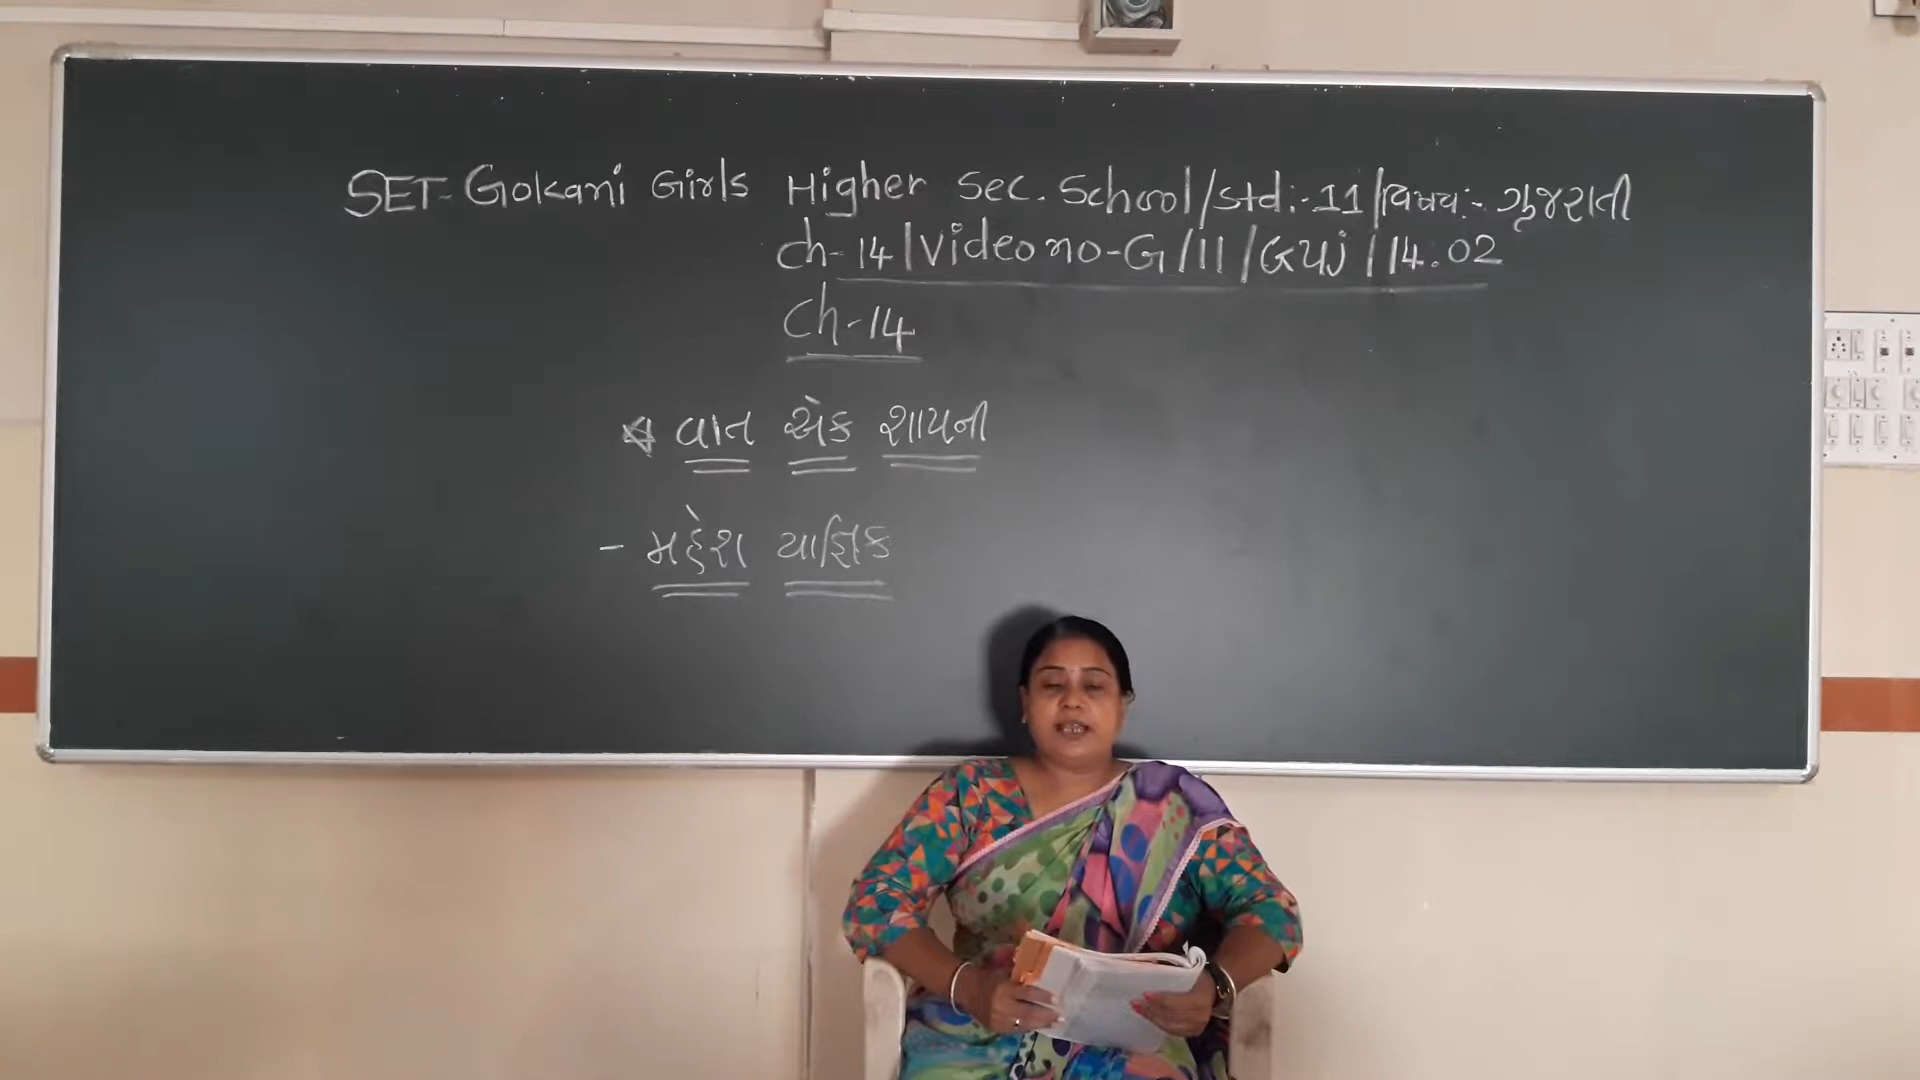 SET- Gokani Girls Higher Sec. School/std:-11/વિષય:- ગુજરાતી
ch-14/Video no-G/11/Guj/14.02
Ch-14
વાત એક શાયની
- મહેશ યાજ્ઞિક